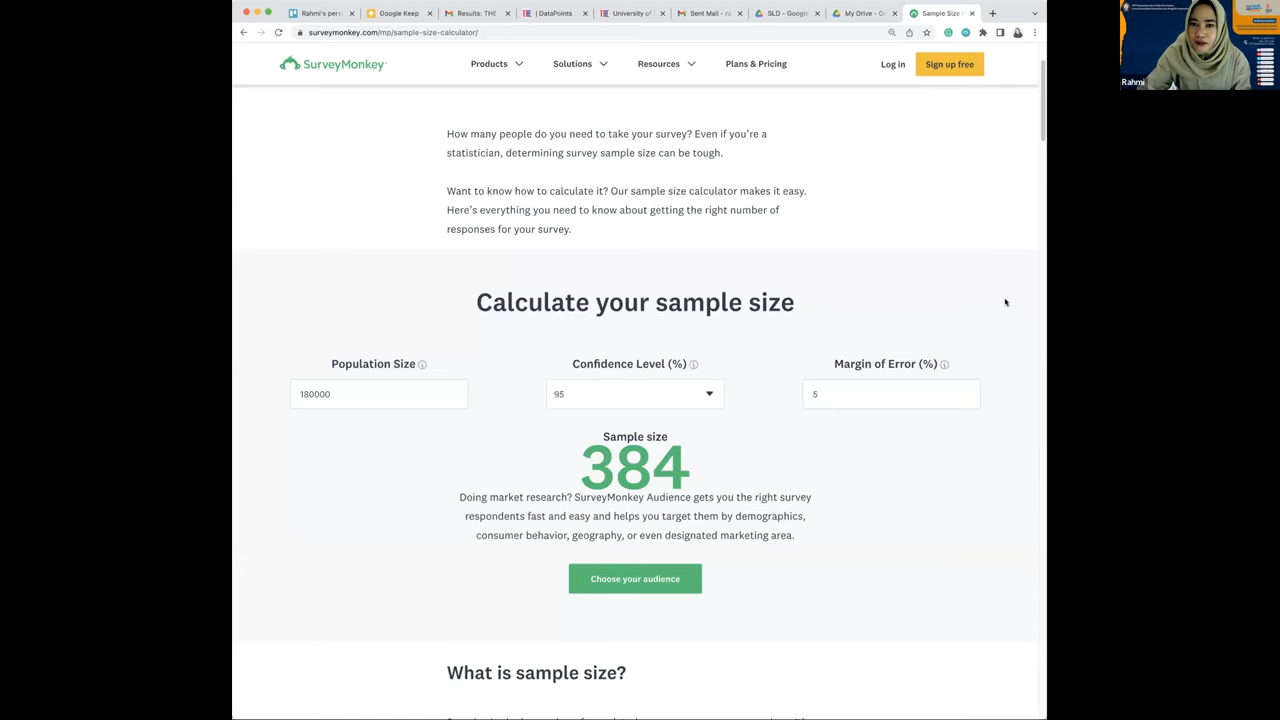 Rahmi's pers
Google Keep
Results: THE
DataPoints
University of
Sent Mail - ra
SLD - Google
My Drive - Go
Sample Size
surveymonkey.com/mp/sample-size-calculator/
SurveyMonkey
Products
Solutions
Resources
Plans & Pricing
Log in
Sign up free
Rahmi
How many people do you need to take your survey? Even if you're a
statistician, determining survey sample size can be tough.
Want to know how to calculate it? Our sample size calculator makes it easy.
Here's everything you need to know about getting the right number of
responses for your survey.
Calculate your sample size
Population Size
Confidence Level (%)
Margin of Error (%)
180000
95
5
Sample size
384
Doing market research? SurveyMonkey Audience gets you the right survey
respondents fast and easy and helps you target them by demographics,
consumer behavior, geography, or even designated marketing area.
Choose your audience
What is sample size?